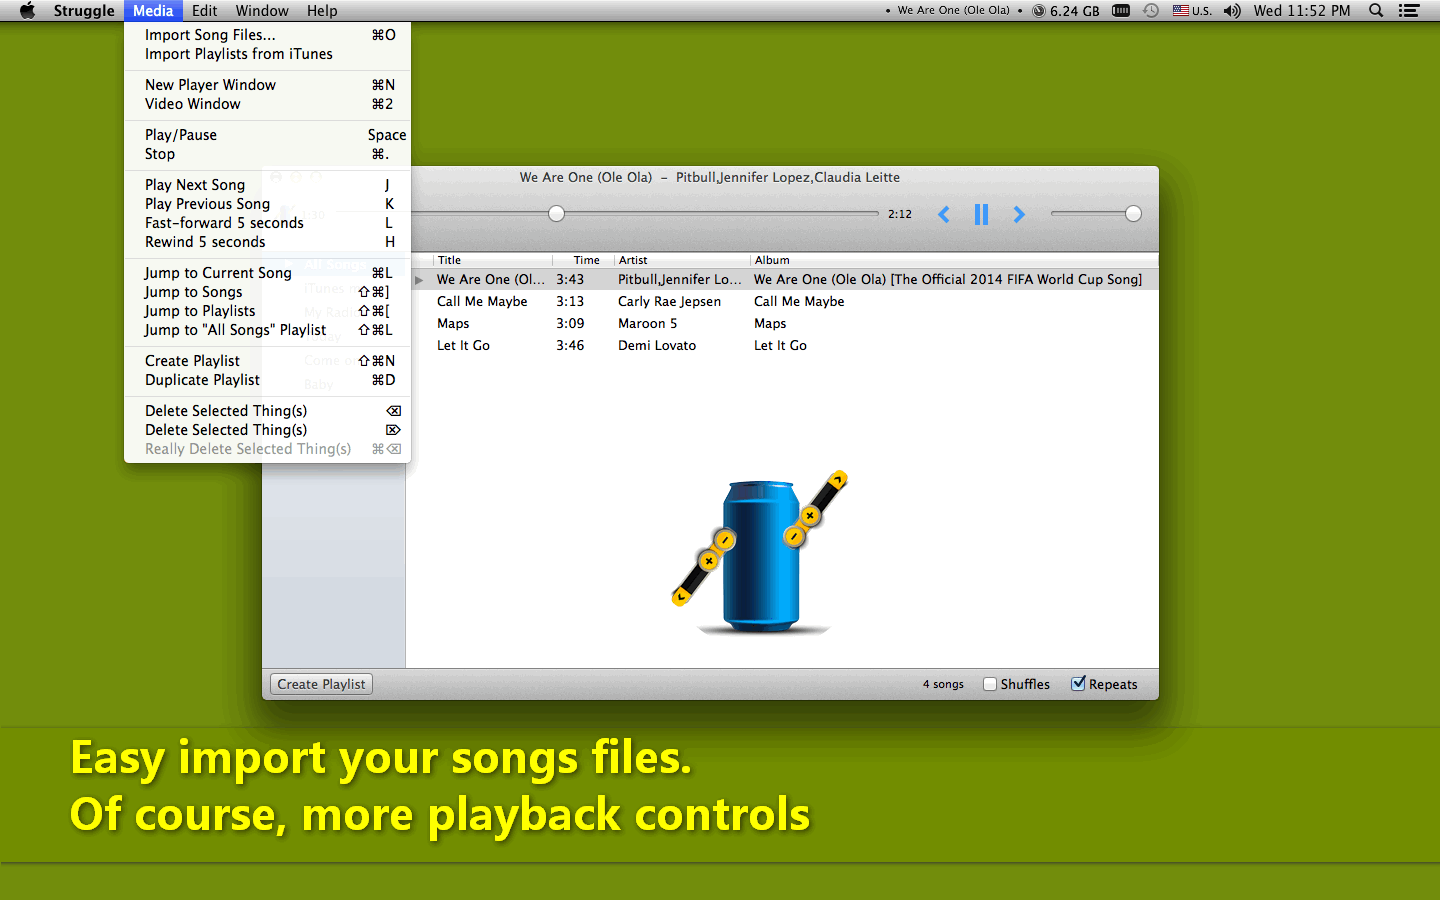 Struggle Media Edit Window Help • We Are One (Ole Ola) • 6.24 GB U.S. Wed 11:52 PM
Import Song Files... ⌘O
Import Playlists from iTunes
New Player Window ⌘N
Video Window ⌘2
Play/Pause Space
Stop ⌘.
Play Next Song J
Play Previous Song K
Fast-forward 5 seconds L
Rewind 5 seconds H
Jump to Current Song ⌘L
Jump to Songs ⇧⌘]
Jump to Playlists ⇧⌘[
Jump to "All Songs" Playlist ⇧⌘L
Create Playlist ⇧⌘N
Duplicate Playlist ⌘D
Delete Selected Thing(s) ⌫
Delete Selected Thing(s) ⌦
Really Delete Selected Thing(s) ⌘⌫
We Are One (Ole Ola) – Pitbull,Jennifer Lopez,Claudia Leitte
2:12
All Songs
iTunes
My Radi
Today
Come
Baby
Title Time Artist Album
We Are One (Ol... 3:43 Pitbull,Jennifer Lo... We Are One (Ole Ola) [The Official 2014 FIFA World Cup Song]
Call Me Maybe 3:13 Carly Rae Jepsen Call Me Maybe
Maps 3:09 Maroon 5 Maps
Let It Go 3:46 Demi Lovato Let It Go
Create Playlist 4 songs Shuffles Repeats
Easy import your songs files.
Of course, more playback controls